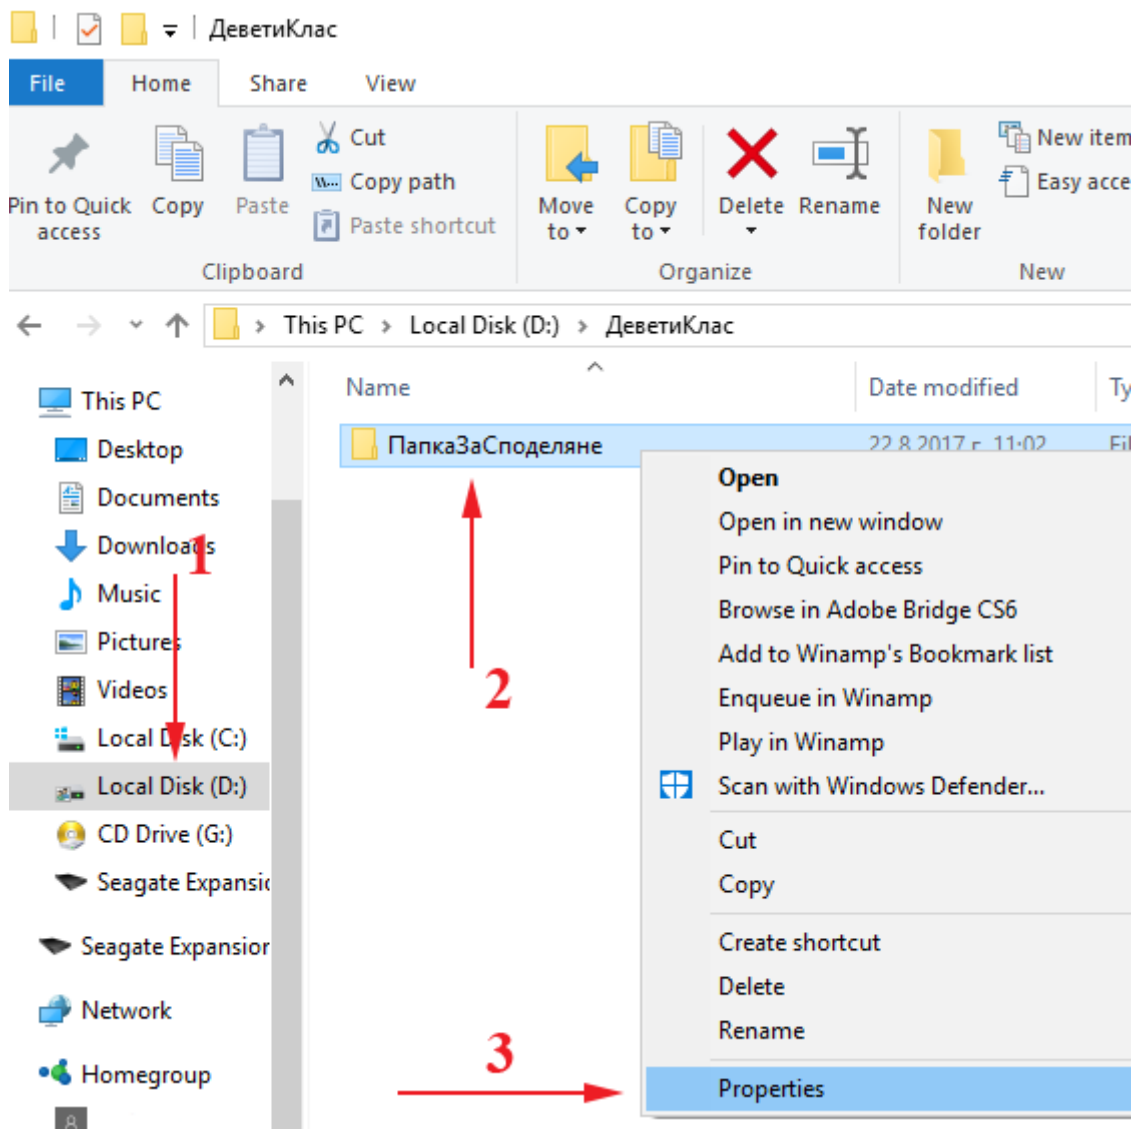 ДеветиКлас
File Home Share View
Pin to Quick access
Copy
Paste
Cut
Copy path
Paste shortcut
Clipboard
Move to
Copy to
Delete
Rename
Organize
New folder
New item
Easy acce
New
This PC > Local Disk (D:) > ДеветиКлас
Name Date modified Ty
This PC
Desktop
Documents
Downloads
Music
Pictures
Videos
Local Disk (C:)
Local Disk (D:)
CD Drive (G:)
Seagate Expansio
Seagate Expansion
Network
Homegroup
1
ПапкаЗаСподеляне 22.8.2017 г. 11:02 Fil
2
Open
Open in new window
Pin to Quick access
Browse in Adobe Bridge CS6
Add to Winamp's Bookmark list
Enqueue in Winamp
Play in Winamp
Scan with Windows Defender...
Cut
Copy
Create shortcut
Delete
Rename
3
Properties